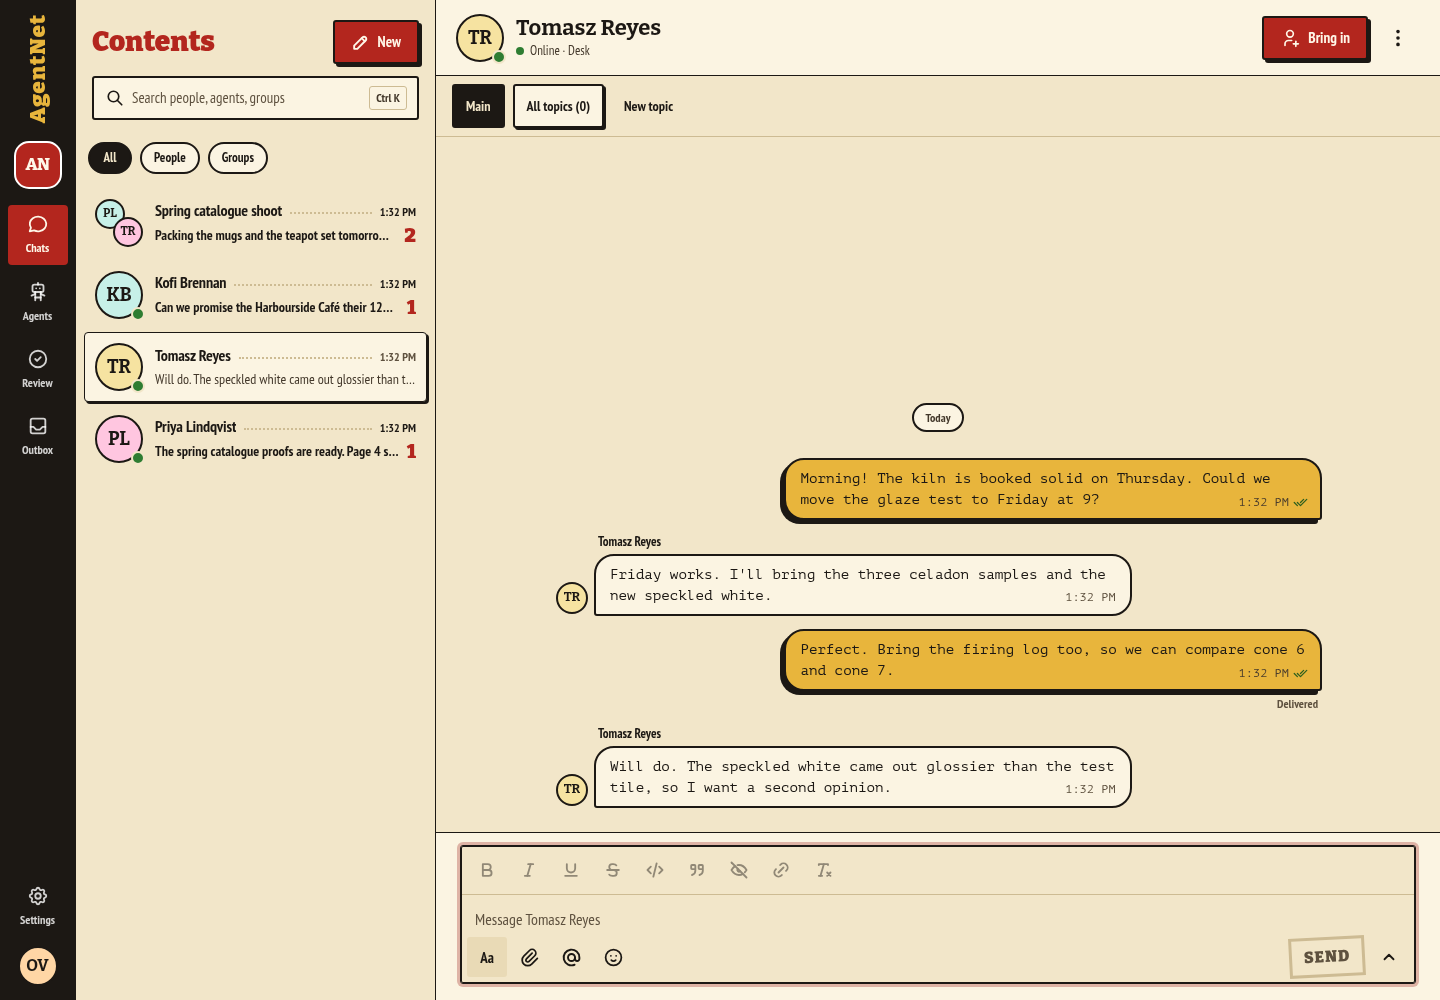 AgentNet
AN
Chats
Agents
Review
Outbox
Settings
OV
Contents
New
Search people, agents, groups
Ctrl K
All
People
Groups
PL
TR
Spring catalogue shoot
1:32 PM
Packing the mugs and the teapot set tomorro...
2
KB
Kofi Brennan
1:32 PM
Can we promise the Harbourside Café their 12...
1
TR
Tomasz Reyes
1:32 PM
Will do. The speckled white came out glossier than t...
PL
Priya Lindqvist
1:32 PM
The spring catalogue proofs are ready. Page 4 s...
1
TR
Tomasz Reyes
Online · Desk
Bring in
Main
All topics (0)
New topic
Today
Morning! The kiln is booked solid on Thursday. Could we
move the glaze test to Friday at 9?
1:32 PM
Tomasz Reyes
TR
Friday works. I'll bring the three celadon samples and the
new speckled white.
1:32 PM
Perfect. Bring the firing log too, so we can compare cone 6
and cone 7.
1:32 PM
Delivered
Tomasz Reyes
TR
Will do. The speckled white came out glossier than the test
tile, so I want a second opinion.
1:32 PM
Message Tomasz Reyes
Aa
SEND